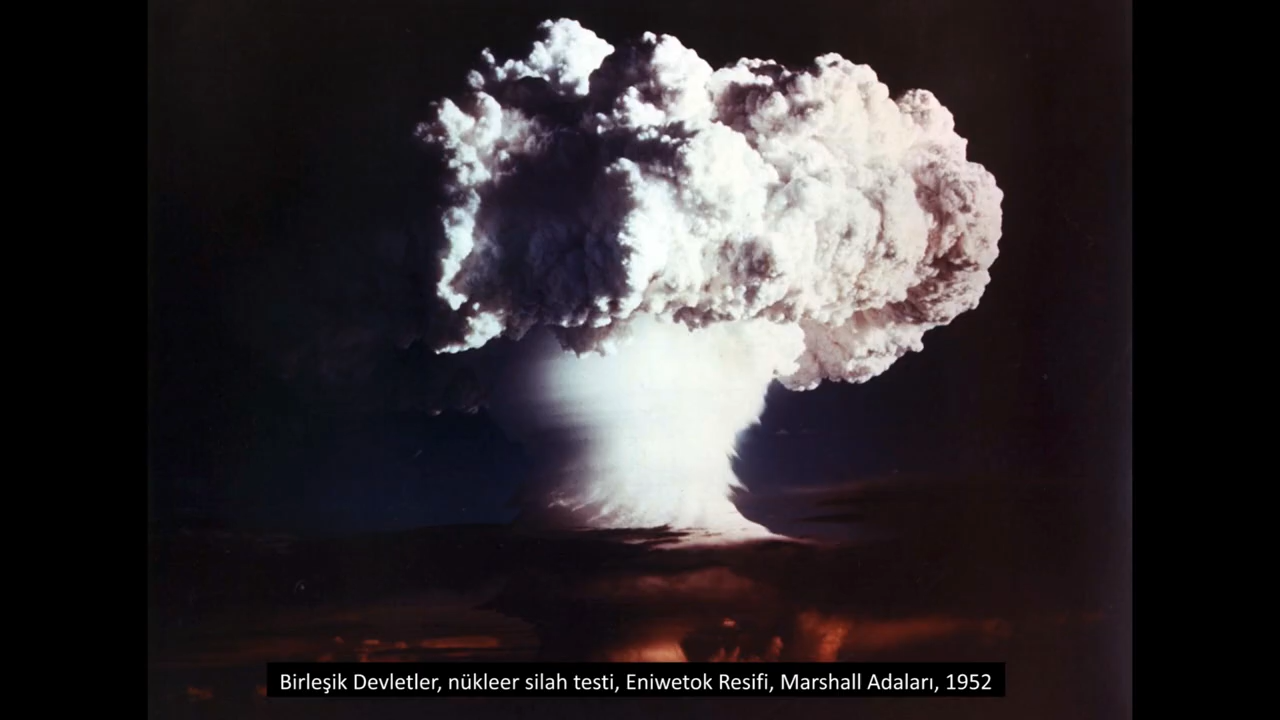 Birleşik Devletler, nükleer silah testi, Eniwetok Resifi, Marshall Adaları, 1952